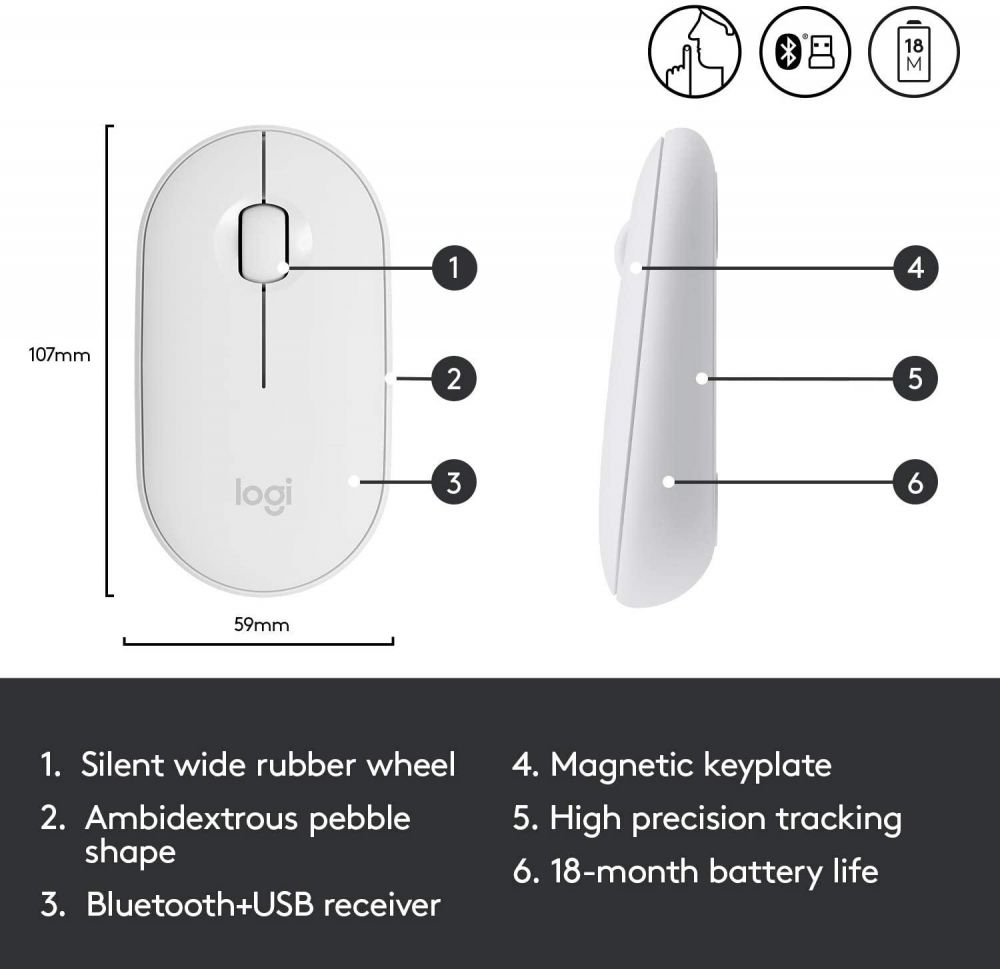 ®
18
M
107mm
59mm
logi
1
2
3
4
5
6
1. Silent wide rubber wheel
2. Ambidextrous pebble
shape
3. Bluetooth+USB receiver
4. Magnetic keyplate
5. High precision tracking
6. 18-month battery life